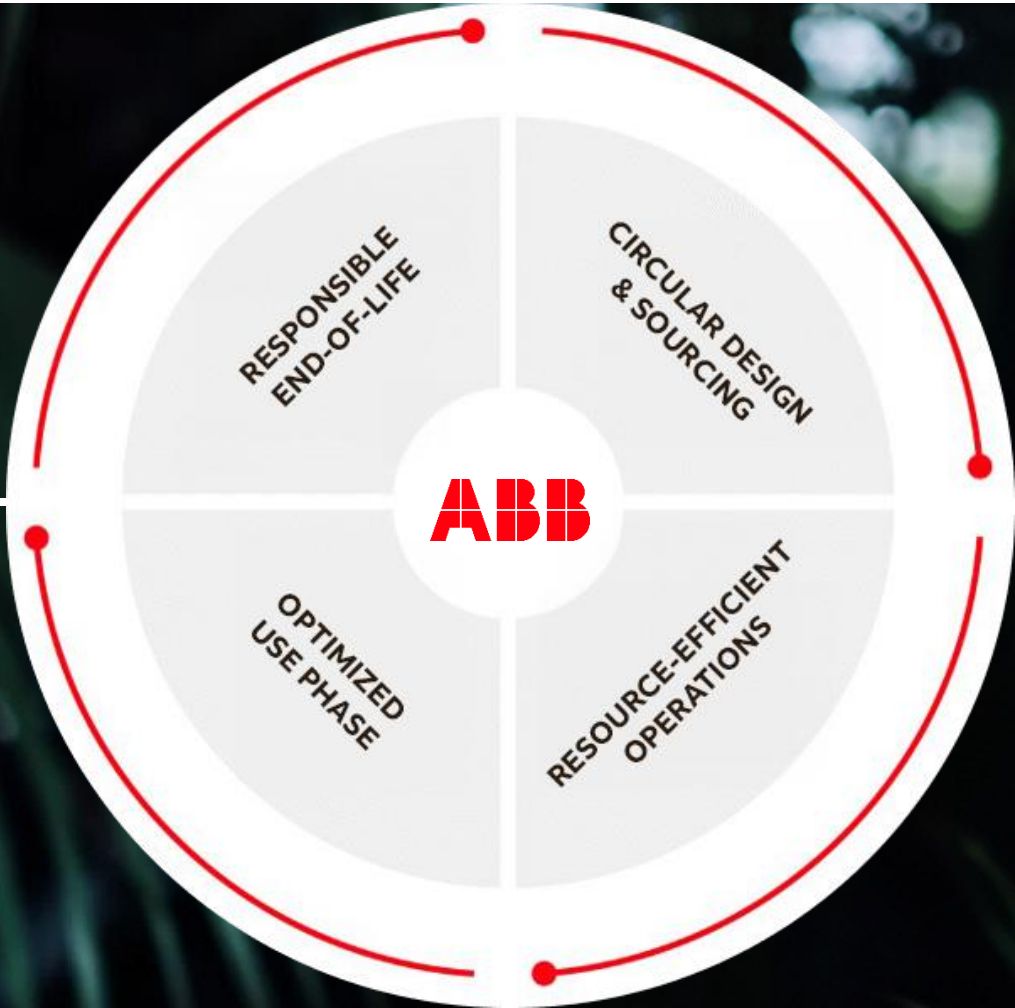 RESPONSIBLE
END-OF-LIFE
CIRCULAR DESIGN
& SOURCING
ABB
OPTIMIZED
USE PHASE
RESOURCE-EFFICIENT
OPERATIONS